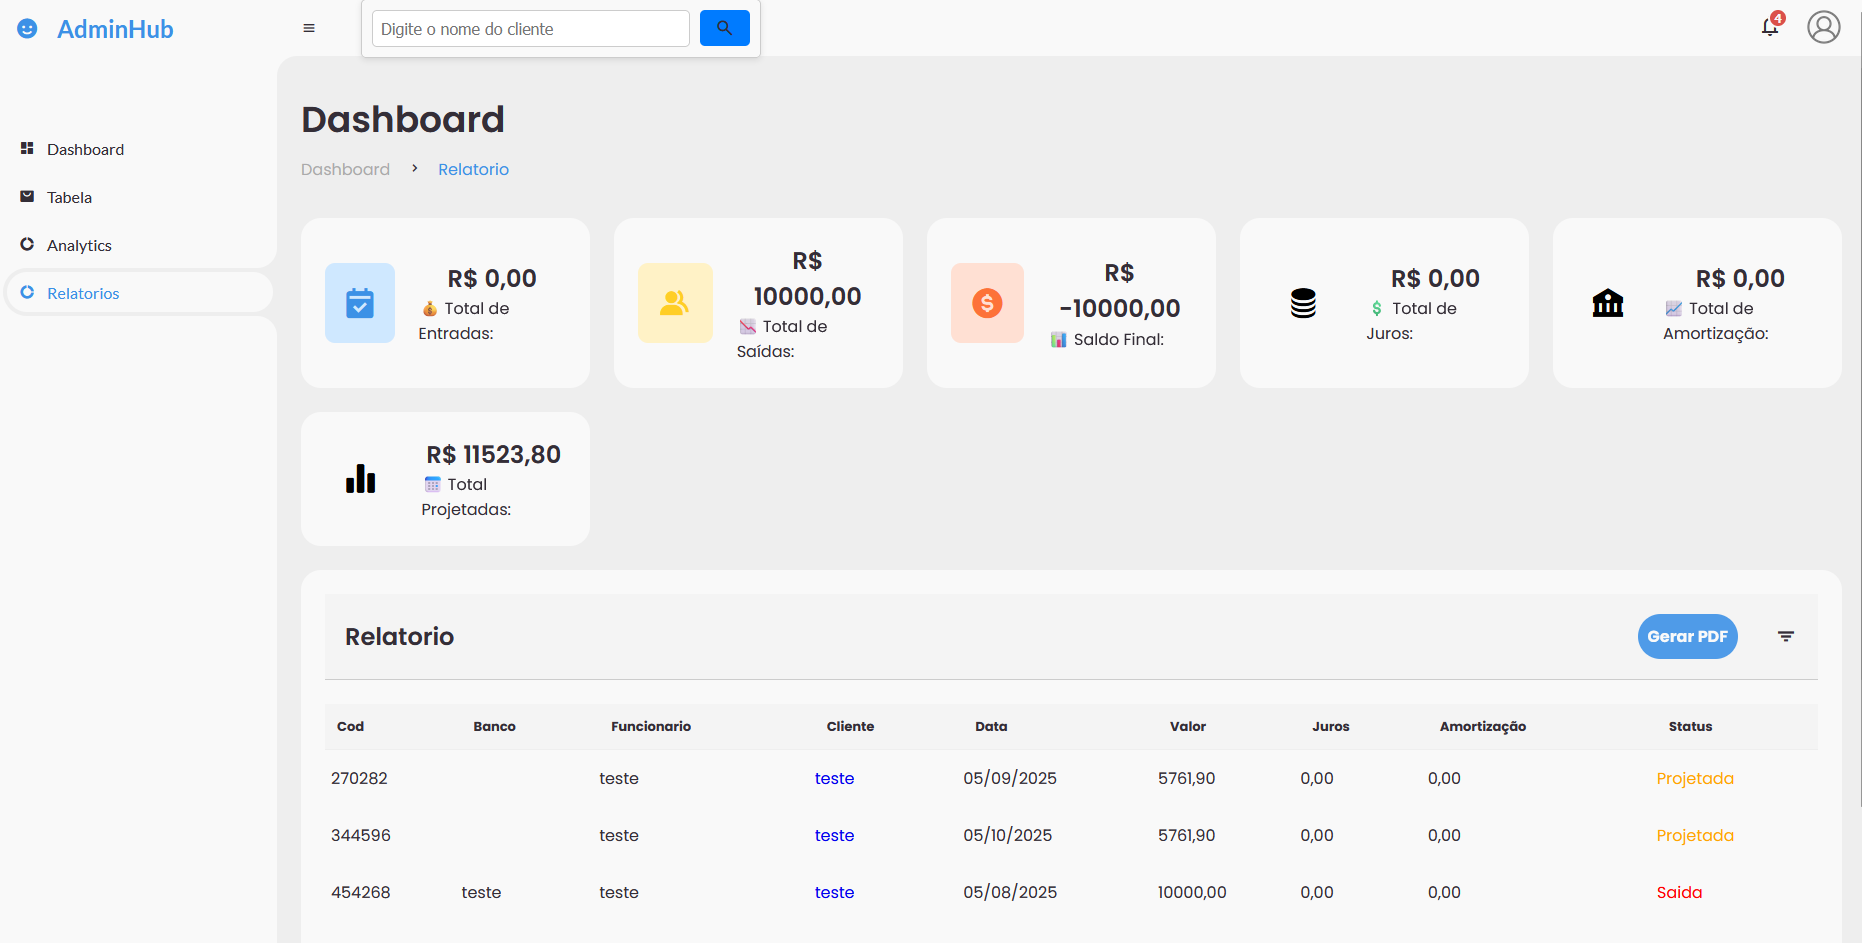 AdminHub
Digite o nome do cliente
4
Dashboard
Tabela
Analytics
Relatorios
Dashboard
Dashboard
Relatorio
R$ 0,00
Total de
Entradas:
R$
10000,00
Total de
Saídas:
R$
-10000,00
Saldo Final:
R$ 0,00
Total de
Juros:
R$ 0,00
Total de
Amortização:
R$ 11523,80
Total
Projetadas:
Relatorio
Gerar PDF
Cod Banco Funcionario Cliente Data Valor Juros Amortização Status
270282 teste teste 05/09/2025 5761,90 0,00 0,00 Projetada
344596 teste teste 05/10/2025 5761,90 0,00 0,00 Projetada
454268 teste teste teste 05/08/2025 10000,00 0,00 0,00 Saida